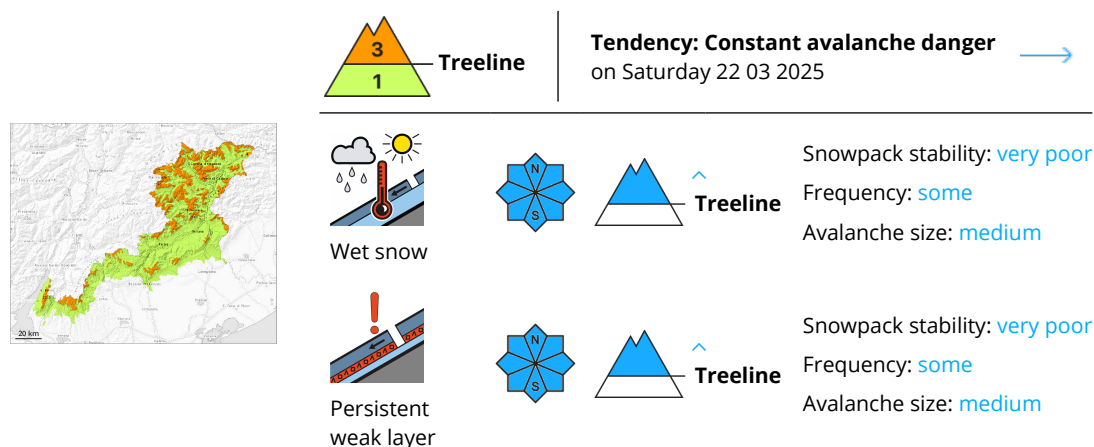 3
1
Treeline
Tendency: Constant avalanche danger
on Saturday 22 03 2025
20 km
N
S
Treeline
Wet snow
Snowpack stability: very poor
Frequency: some
Avalanche size: medium
N
S
Treeline
Persistent
weak layer
Snowpack stability: very poor
Frequency: some
Avalanche size: medium